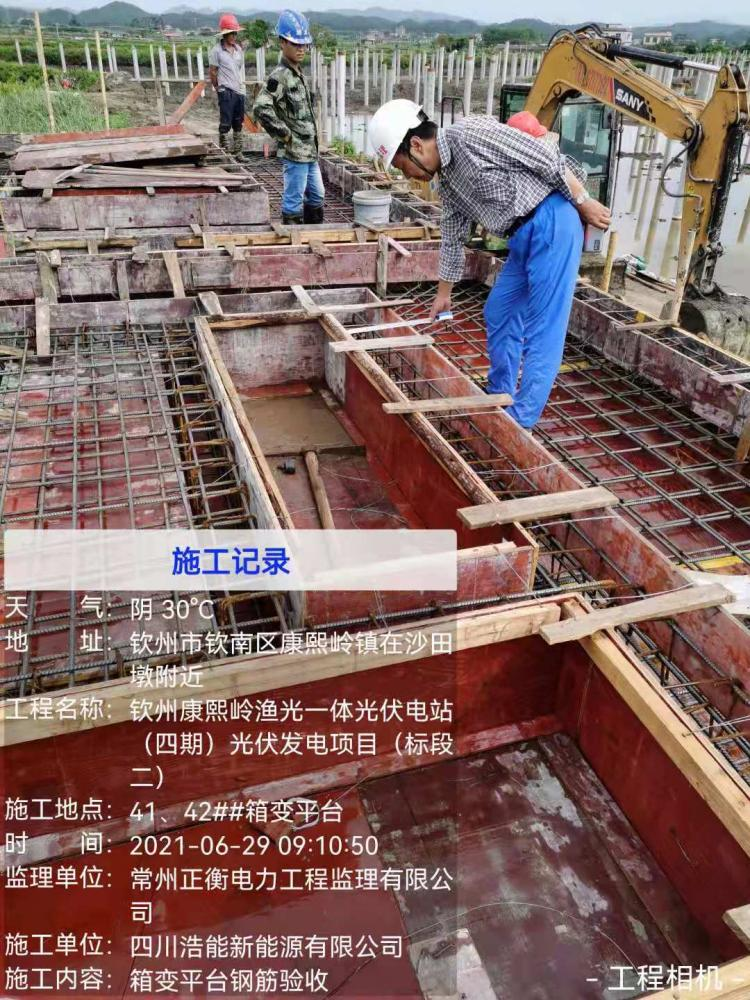 SANY
施工记录
天 气：阴 30℃
地 址：钦州市钦南区康熙岭镇在沙田
墩附近
工程名称：钦州康熙岭渔光一体光伏电站
（四期）光伏发电项目（标段
二）
施工地点：41、42##箱变平台
时 间：2021-06-29 09:10:50
监理单位：常州正衡电力工程监理有限公
司
施工单位：四川浩能新能源有限公司
施工内容：箱变平台钢筋验收
- 工程相机 -